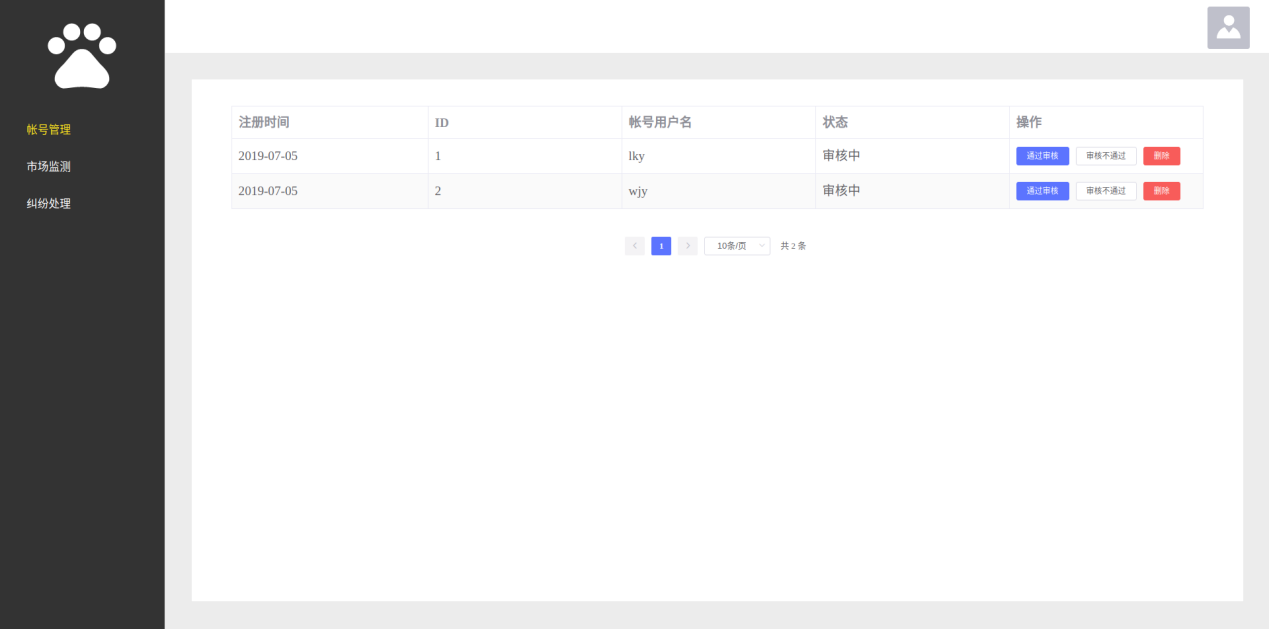 帐号管理
市场监测
纠纷处理
注册时间 ID 帐号用户名 状态 操作
2019-07-05 1 lky 审核中 通过审核 审核不通过 删除
2019-07-05 2 wjy 审核中 通过审核 审核不通过 删除
1 10条/页 共 2 条